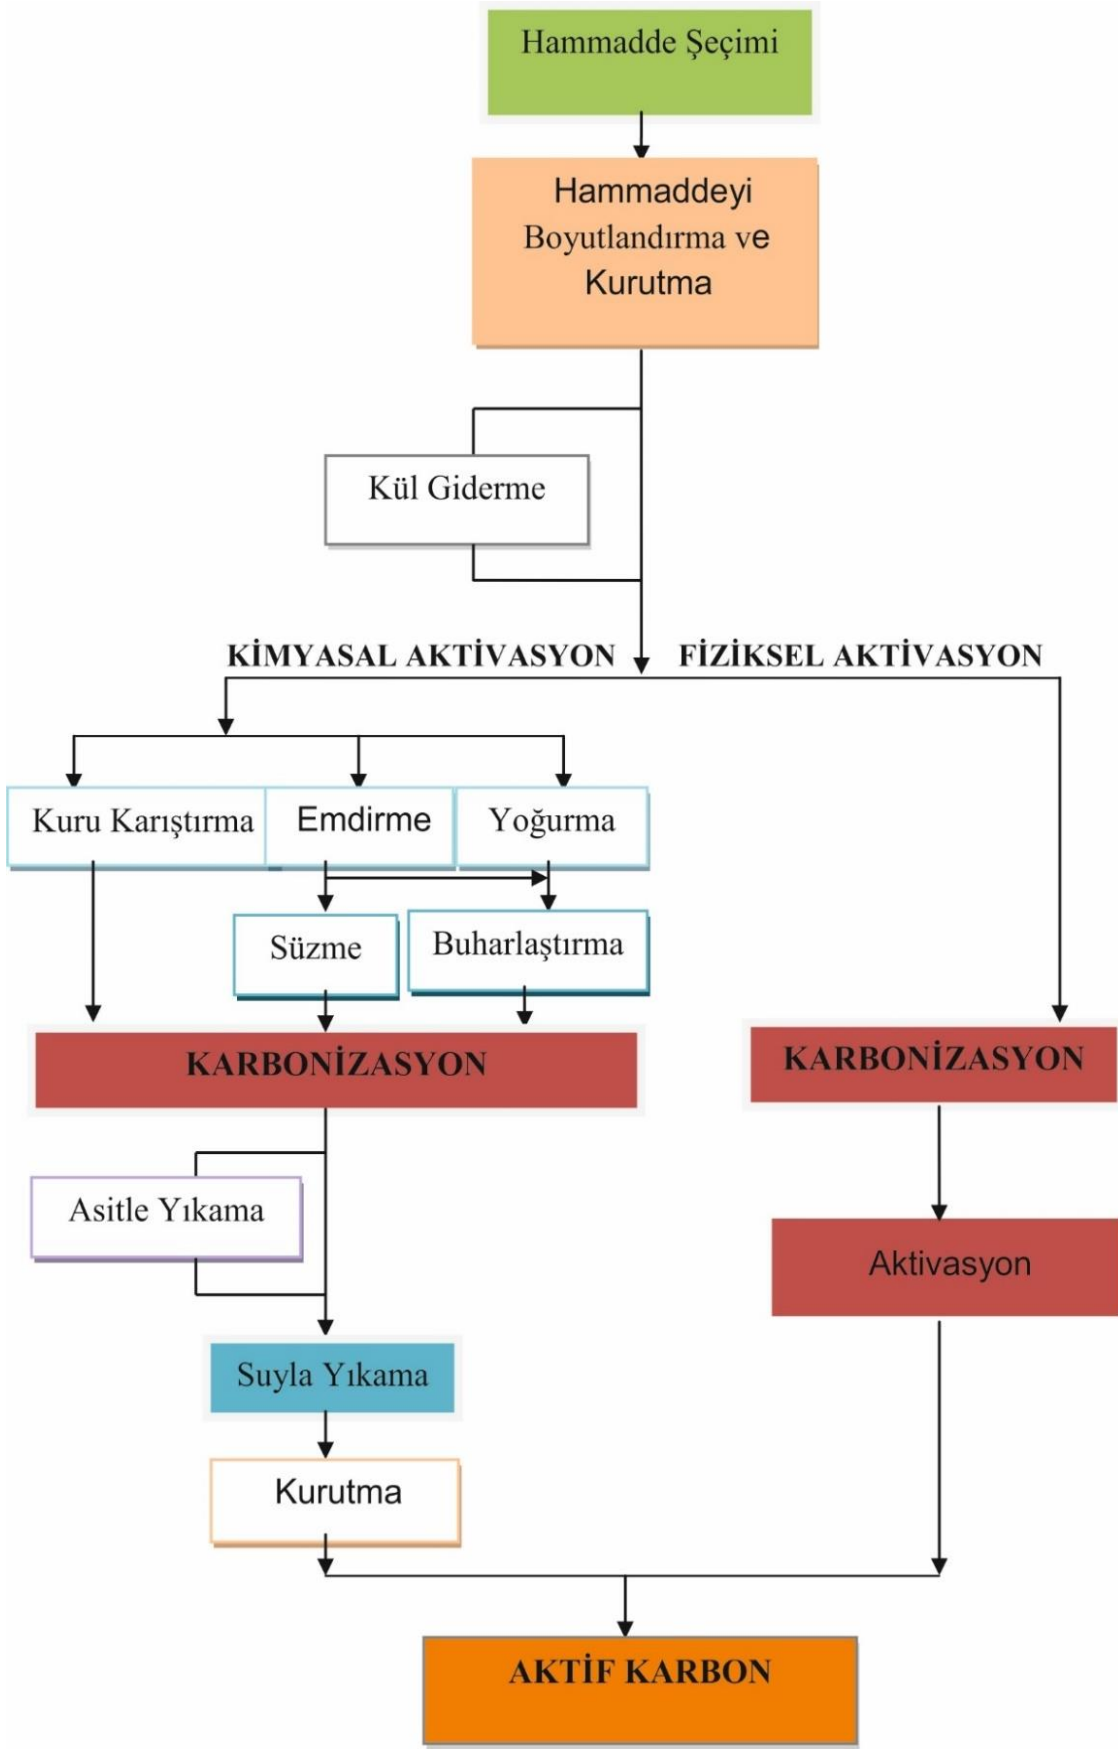 Hammadde Şeçimi
Hammaddeyi
Boyutlandırma ve
Kurutma
Kül Giderme
KİMYASAL AKTİVASYON
FİZİKSEL AKTİVASYON
Kuru Karıştırma
Emdirme
Yoğurma
Süzme
Buharlaştırma
KARBONİZASYON
KARBONİZASYON
Asitle Yıkama
Aktivasyon
Suyla Yıkama
Kurutma
AKTİF KARBON